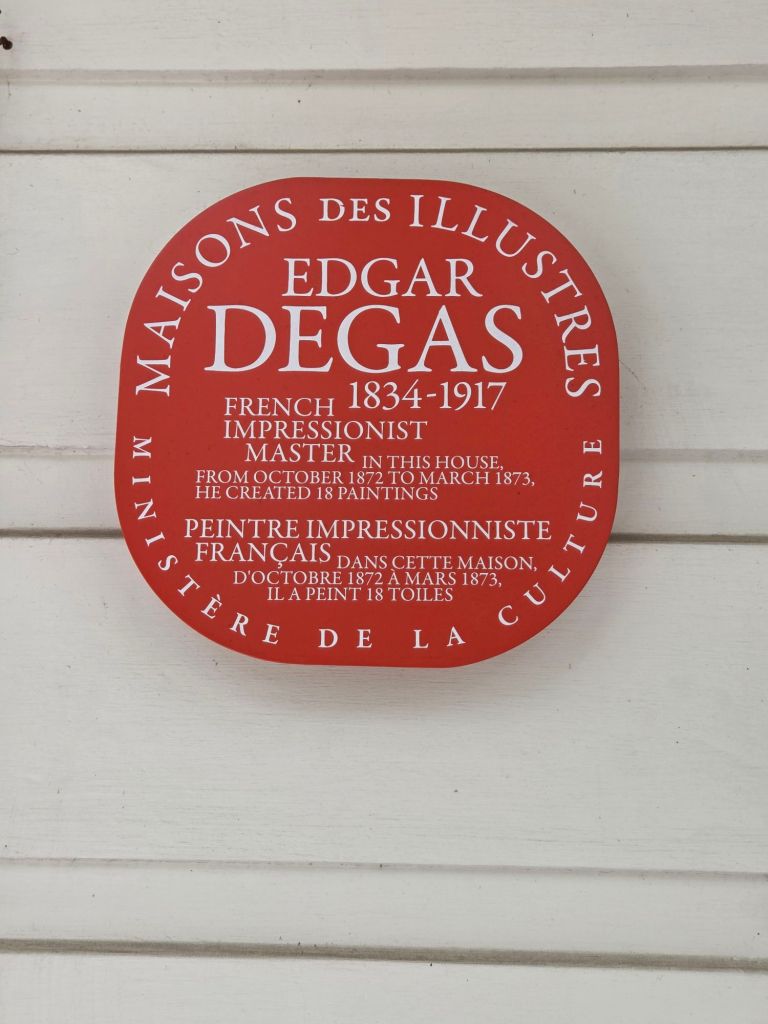 MAISONS DES ILLUSTRES
EDGAR
DEGAS
1834-1917
FRENCH
IMPRESSIONIST
MASTER
IN THIS HOUSE,
FROM OCTOBER 1872 TO MARCH 1873,
HE CREATED 18 PAINTINGS
PEINTRE IMPRESSIONNISTE
FRANÇAIS DANS CETTE MAISON,
D'OCTOBRE 1872 À MARS 1873,
IL A PEINT 18 TOILES
MINISTÈRE DE LA CULTURE